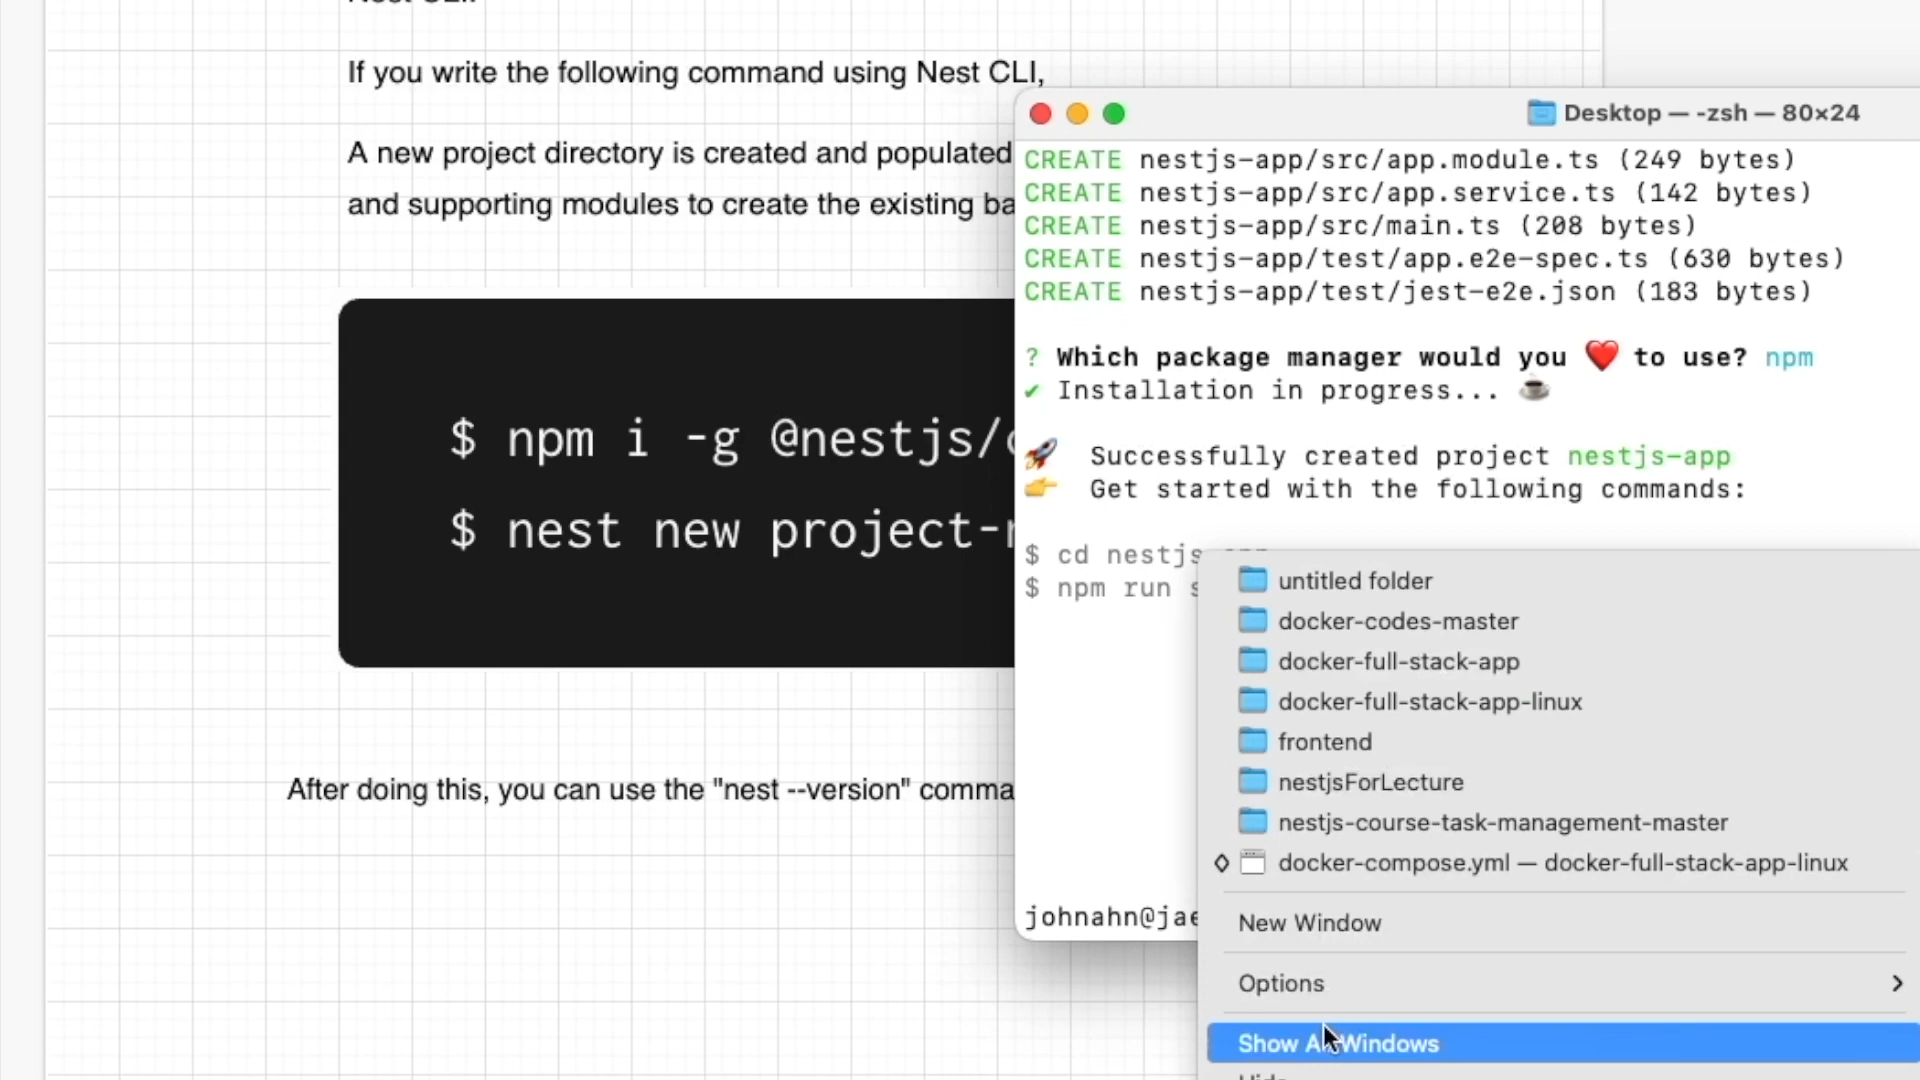 If you write the following command using Nest CLI,
A new project directory is created and populated
and supporting modules to create the existing ba
$ npm i -g @nestjs/
$ nest new project-
After doing this, you can use the "nest --version" comma
Desktop — -zsh — 80×24
CREATE nestjs-app/src/app.module.ts (249 bytes)
CREATE nestjs-app/src/app.service.ts (142 bytes)
CREATE nestjs-app/src/main.ts (208 bytes)
CREATE nestjs-app/test/app.e2e-spec.ts (630 bytes)
CREATE nestjs-app/test/jest-e2e.json (183 bytes)
? Which package manager would you ❤️ to use? npm
✔ Installation in progress... ☕
🚀 Successfully created project nestjs-app
👉 Get started with the following commands:
$ cd nestjs
$ npm run s
johnahn@jae
untitled folder
docker-codes-master
docker-full-stack-app
docker-full-stack-app-linux
frontend
nestjsForLecture
nestjs-course-task-management-master
docker-compose.yml — docker-full-stack-app-linux
New Window
Options
Show All Windows